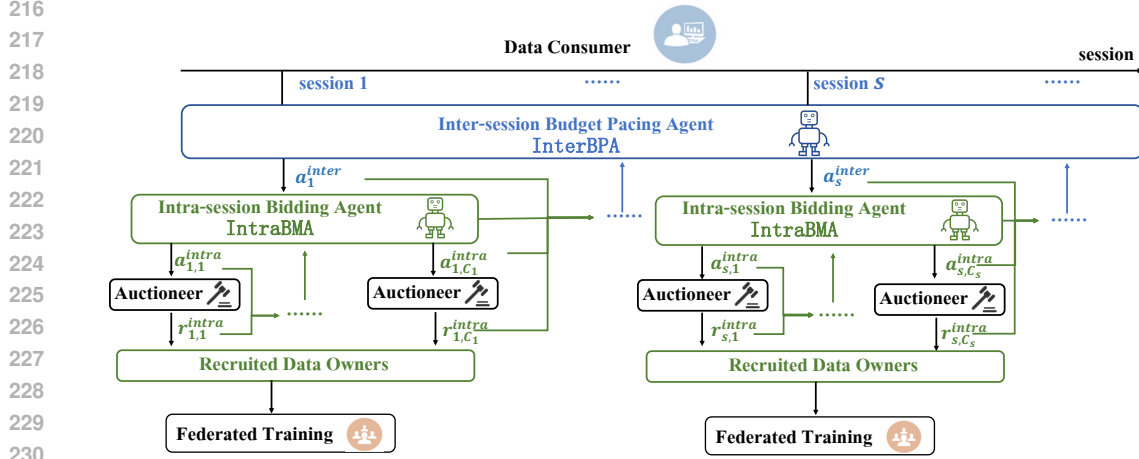 216
217
Data Consumer
session
218
session 1
......
session S
......
219
Inter-session Budget Pacing Agent
220
InterBPA
221
a_1^{inter}
a_s^{inter}
222
Intra-session Bidding Agent
......
Intra-session Bidding Agent
......
223
IntraBMA
IntraBMA
224
a_{1,1}^{intra}
a_{1,C_1}^{intra}
a_{s,1}^{intra}
a_{s,C_s}^{intra}
225
Auctioneer
Auctioneer
Auctioneer
Auctioneer
......
......
226
r_{1,1}^{intra}
r_{1,C_1}^{intra}
r_{s,1}^{intra}
r_{s,C_s}^{intra}
227
Recruited Data Owners
Recruited Data Owners
228
229
Federated Training
Federated Training
230